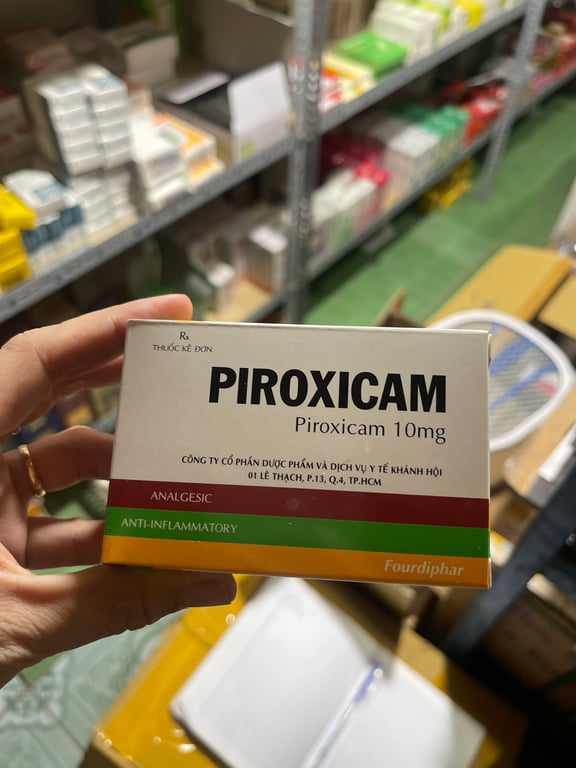 Rx
THUỐC KÊ ĐƠN
PIROXICAM
Piroxicam 10mg
CÔNG TY CỔ PHẦN DƯỢC PHẨM VÀ DỊCH VỤ Y TẾ KHÁNH HỘI
01 LÊ THẠCH, P.13, Q.4, TP.HCM
ANALGESIC
ANTI-INFLAMMATORY
Fourdiphar